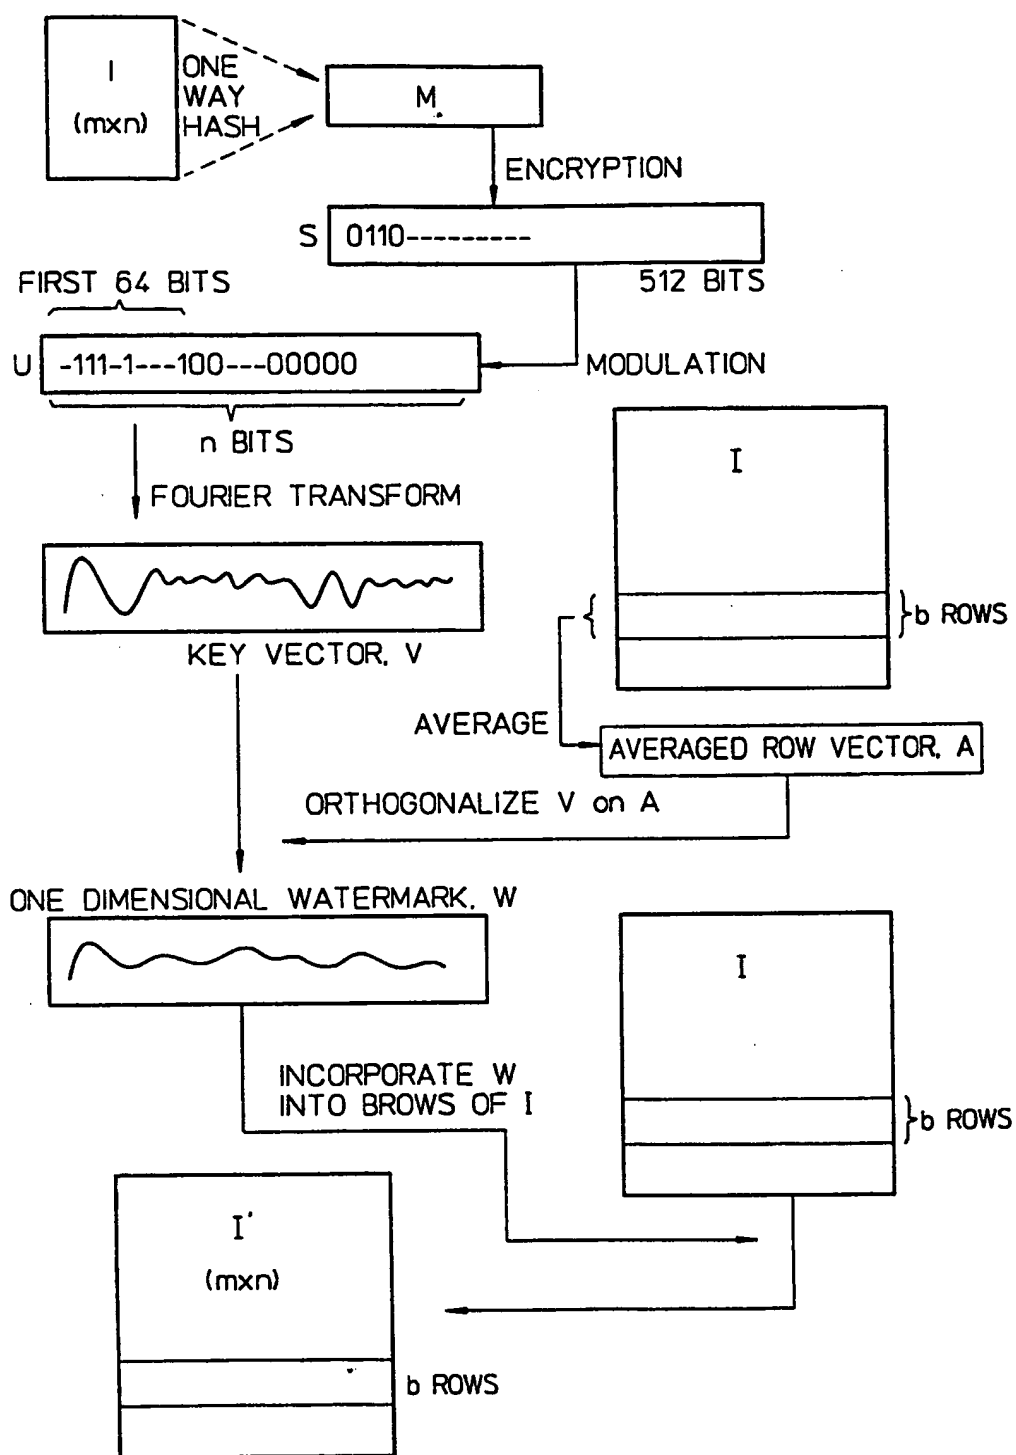 I
(mxn)
ONE
WAY
HASH
M
ENCRYPTION
S 0110----------
512 BITS
FIRST 64 BITS
U -111-1---100---00000
MODULATION
n BITS
FOURIER TRANSFORM
I
b ROWS
KEY VECTOR, V
AVERAGE
AVERAGED ROW VECTOR, A
ORTHOGONALIZE V on A
ONE DIMENSIONAL WATERMARK, W
I
INCORPORATE W
INTO BROWS OF I
b ROWS
I'
(mxn)
b ROWS